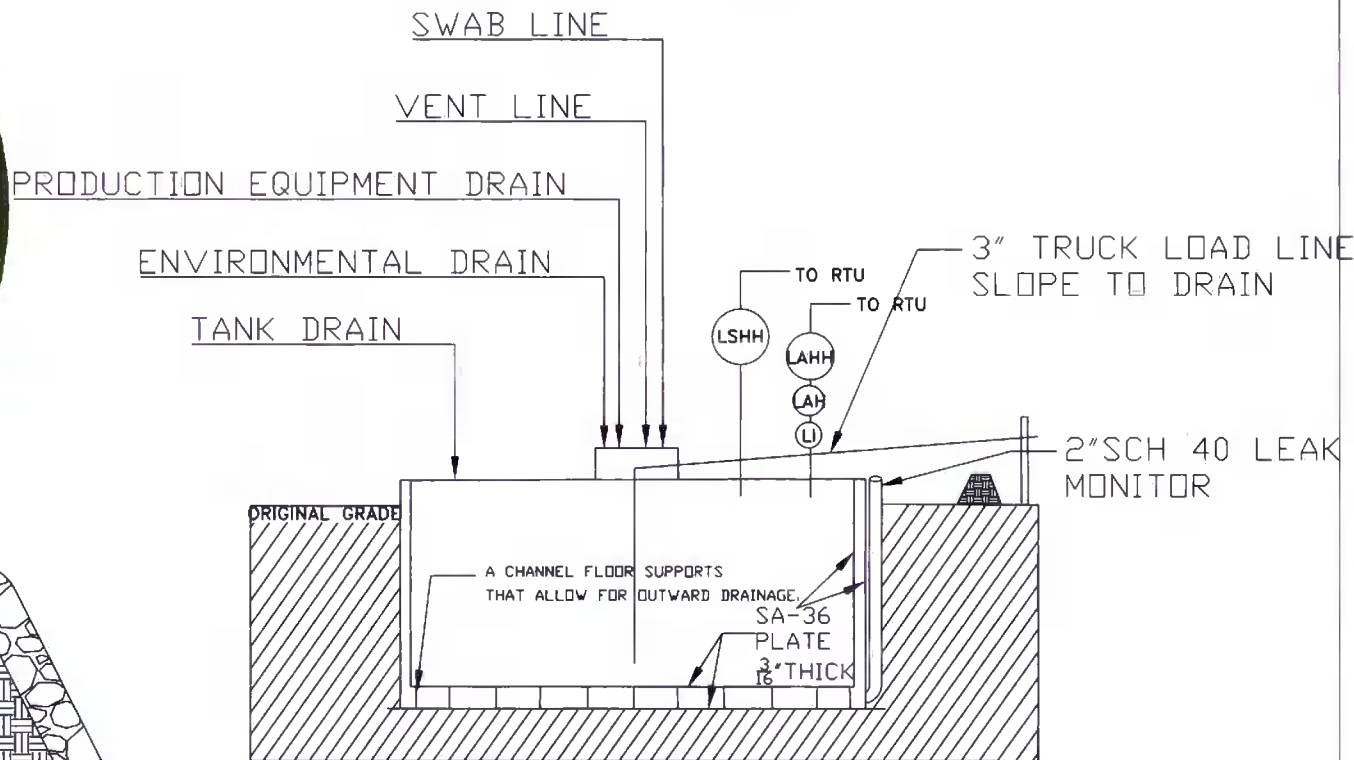 SWAB LINE
VENT LINE
PRODUCTION EQUIPMENT DRAIN
ENVIRONMENTAL DRAIN
TANK DRAIN
TO RTU
TO RTU
3" TRUCK LOAD LINE
SLOPE TO DRAIN
LSHH
LAHH
LAH
LI
2"SCH 40 LEAK
MONITOR
ORIGINAL GRADE
A CHANNEL FLOOR SUPPORTS
THAT ALLOW FOR OUTWARD DRAINAGE.
SA-36
PLATE
3/16"THICK